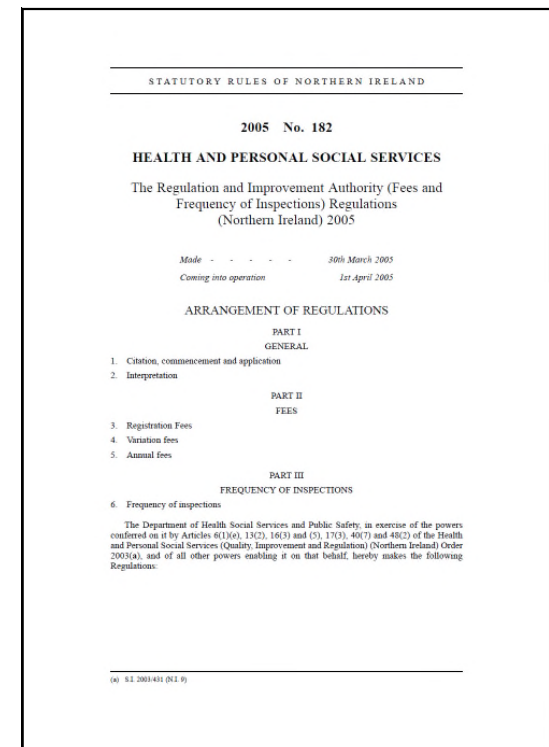 STATUTORY RULES OF NORTHERN IRELAND
2005 No. 182
HEALTH AND PERSONAL SOCIAL SERVICES
The Regulation and Improvement Authority (Fees and
Frequency of Inspections) Regulations
(Northern Ireland) 2005
Made - - - - - 30th March 2005
Coming into operation 1st April 2005
ARRANGEMENT OF REGULATIONS
PART I
GENERAL
1. Citation, commencement and application
2. Interpretation
PART II
FEES
3. Registration Fees
4. Variation fees
5. Annual fees
PART III
FREQUENCY OF INSPECTIONS
6. Frequency of inspections
The Department of Health Social Services and Public Safety, in exercise of the powers
conferred on it by Articles 6(1)(e), 13(2), 16(3) and (5), 17(3), 40(7) and 48(2) of the Health
and Personal Social Services (Quality, Improvement and Regulation) (Northern Ireland) Order
2003(a), and of all other powers enabling it on that behalf, hereby makes the following
Regulations:
(a) S.I. 2003/431 (N.I. 9)